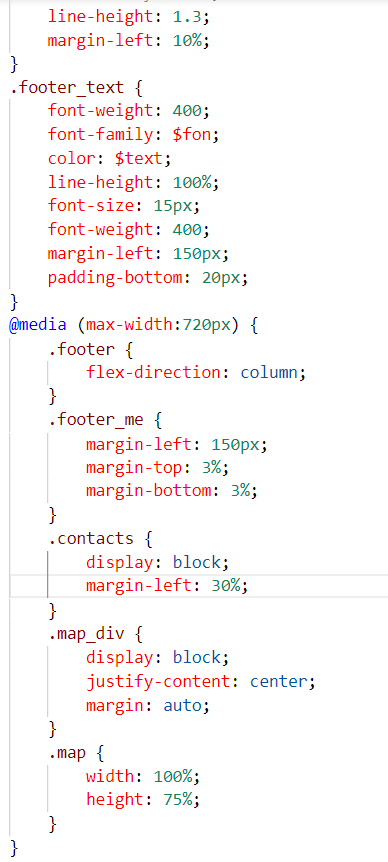 line-height: 1.3;
margin-left: 10%;
}
.footer_text {
font-weight: 400;
font-family: $fon;
color: $text;
line-height: 100%;
font-size: 15px;
font-weight: 400;
margin-left: 150px;
padding-bottom: 20px;
}
@media (max-width:720px) {
.footer {
flex-direction: column;
}
.footer_me {
margin-left: 150px;
margin-top: 3%;
margin-bottom: 3%;
}
.contacts {
display: block;
margin-left: 30%;
}
.map_div {
display: block;
justify-content: center;
margin: auto;
}
.map {
width: 100%;
height: 75%;
}
}